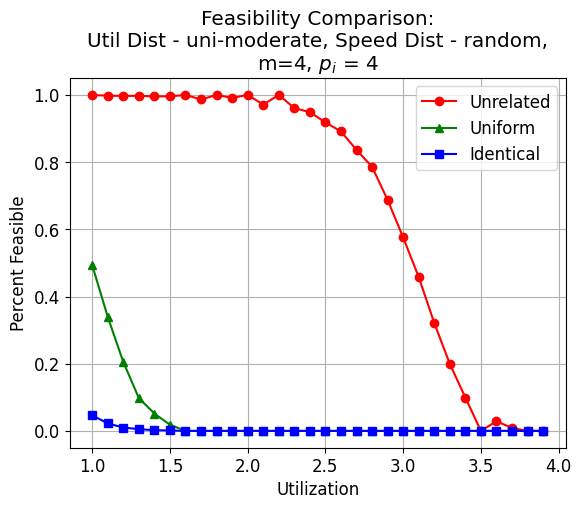 Feasibility Comparison:
Util Dist - uni-moderate, Speed Dist - random,
m=4, pᵢ = 4
1.0
0.8
0.6
0.4
0.2
0.0
Percent Feasible
Unrelated
Uniform
Identical
1.0 1.5 2.0 2.5 3.0 3.5 4.0
Utilization